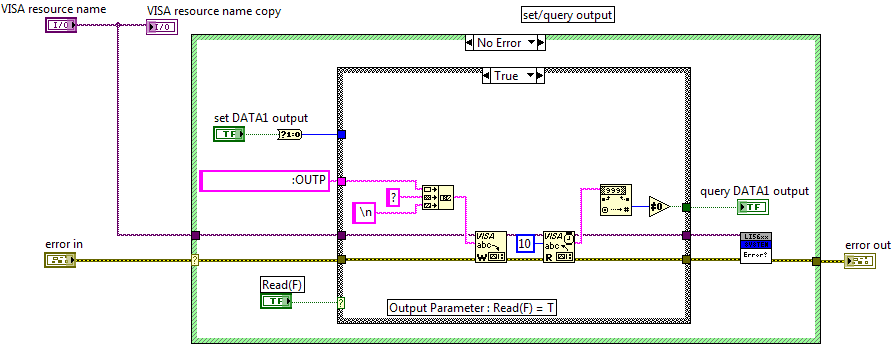 VISA resource name
VISA resource name copy
set/query output
I/O
I/O
No Error
True
set DATA1 output
TF
?1:0
:OUTP
?
\n
999
≠0
query DATA1 output
TF
error in
VISA
abc
W
10
VISA
abc
R
LI56xx
Error?
error out
?
Read(F)
TF
?
Output Parameter : Read(F) = T